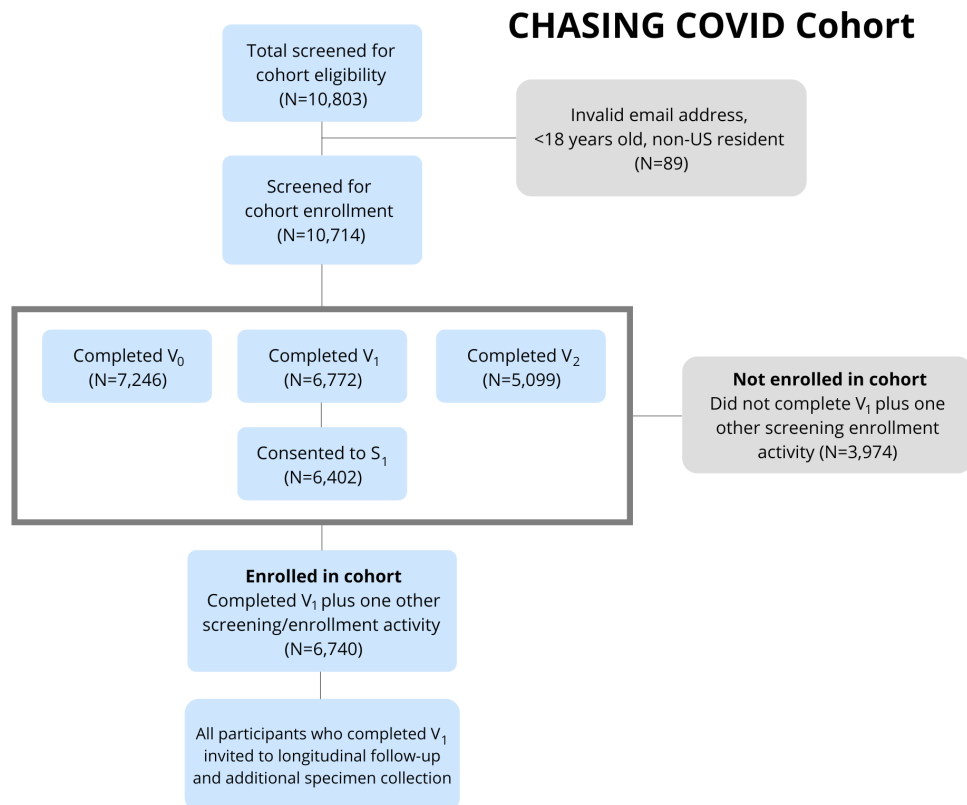 CHASING COVID Cohort
Total screened for
cohort eligibility
(N=10,803)
Invalid email address,
<18 years old, non-US resident
(N=89)
Screened for
cohort enrollment
(N=10,714)
Completed V0
(N=7,246)
Completed V1
(N=6,772)
Completed V2
(N=5,099)
Consented to S1
(N=6,402)
Not enrolled in cohort
Did not complete V1 plus one
other screening enrollment
activity (N=3,974)
Enrolled in cohort
Completed V1 plus one other
screening/enrollment activity
(N=6,740)
All participants who completed V1
invited to longitudinal follow-up
and additional specimen collection